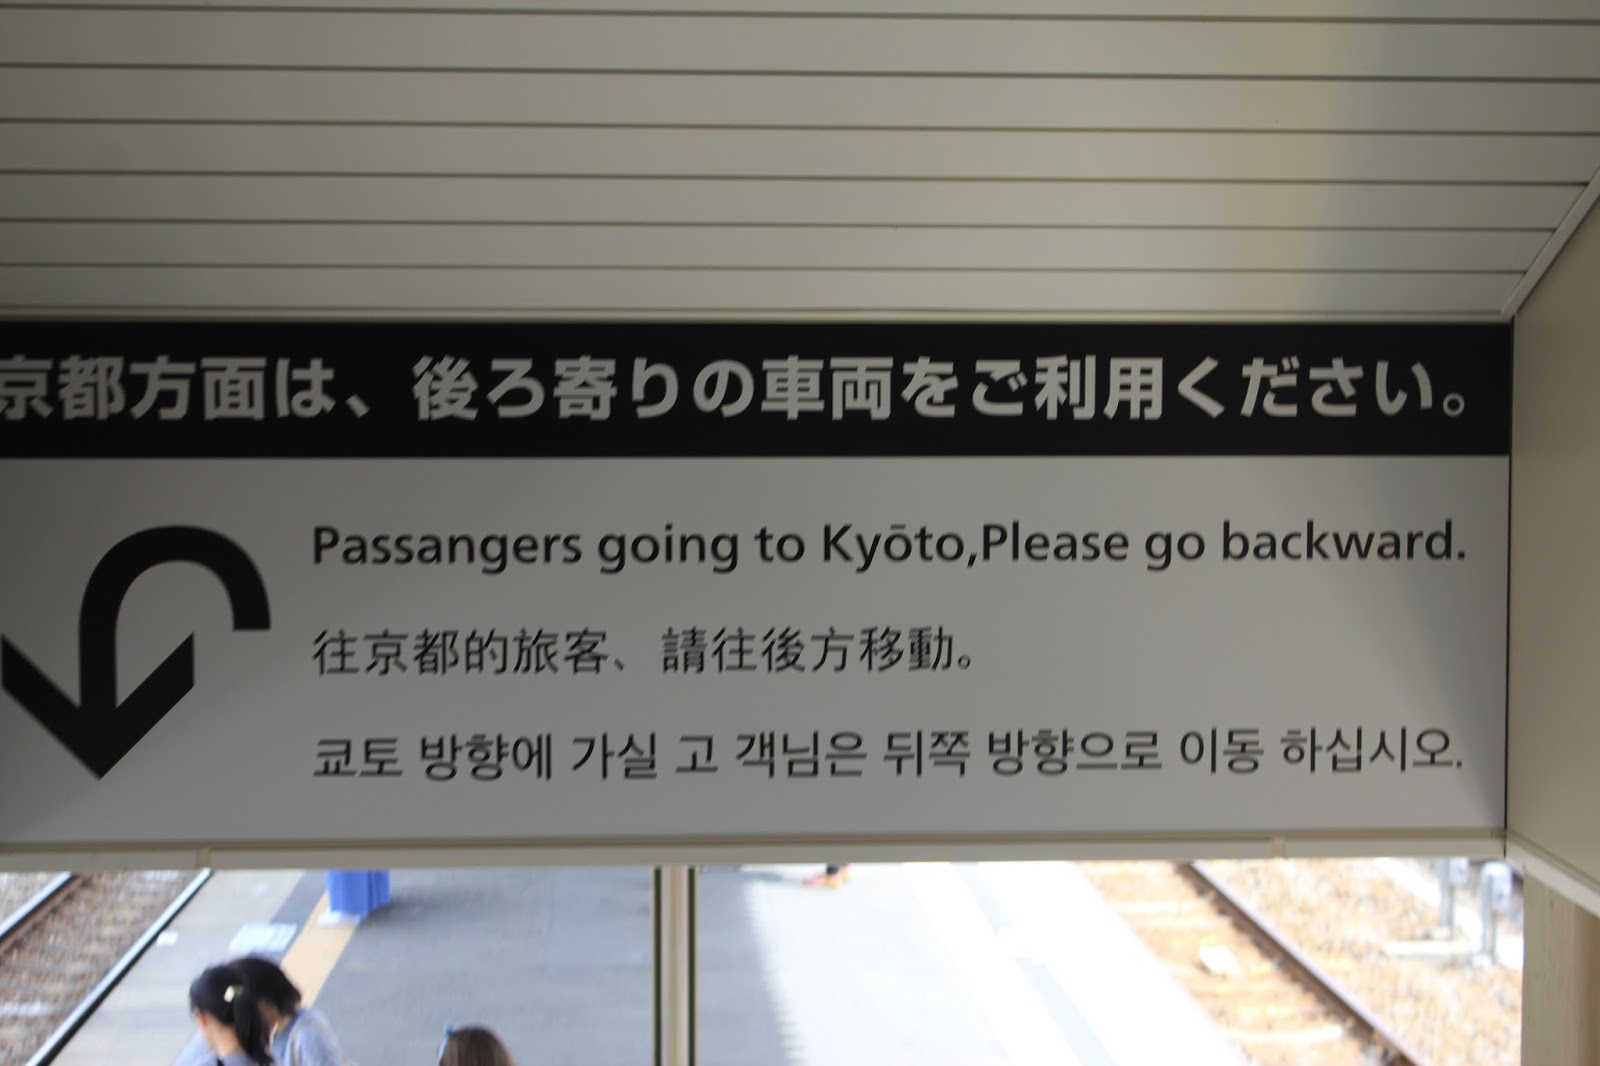 京都方面は、後ろ寄りの車両をご利用ください。
Passangers going to Kyōto,Please go backward.
往京都的旅客、請往後方移動。
쿄토 방향에 가실 고 객님은 뒤쪽 방향으로 이동 하십시오.